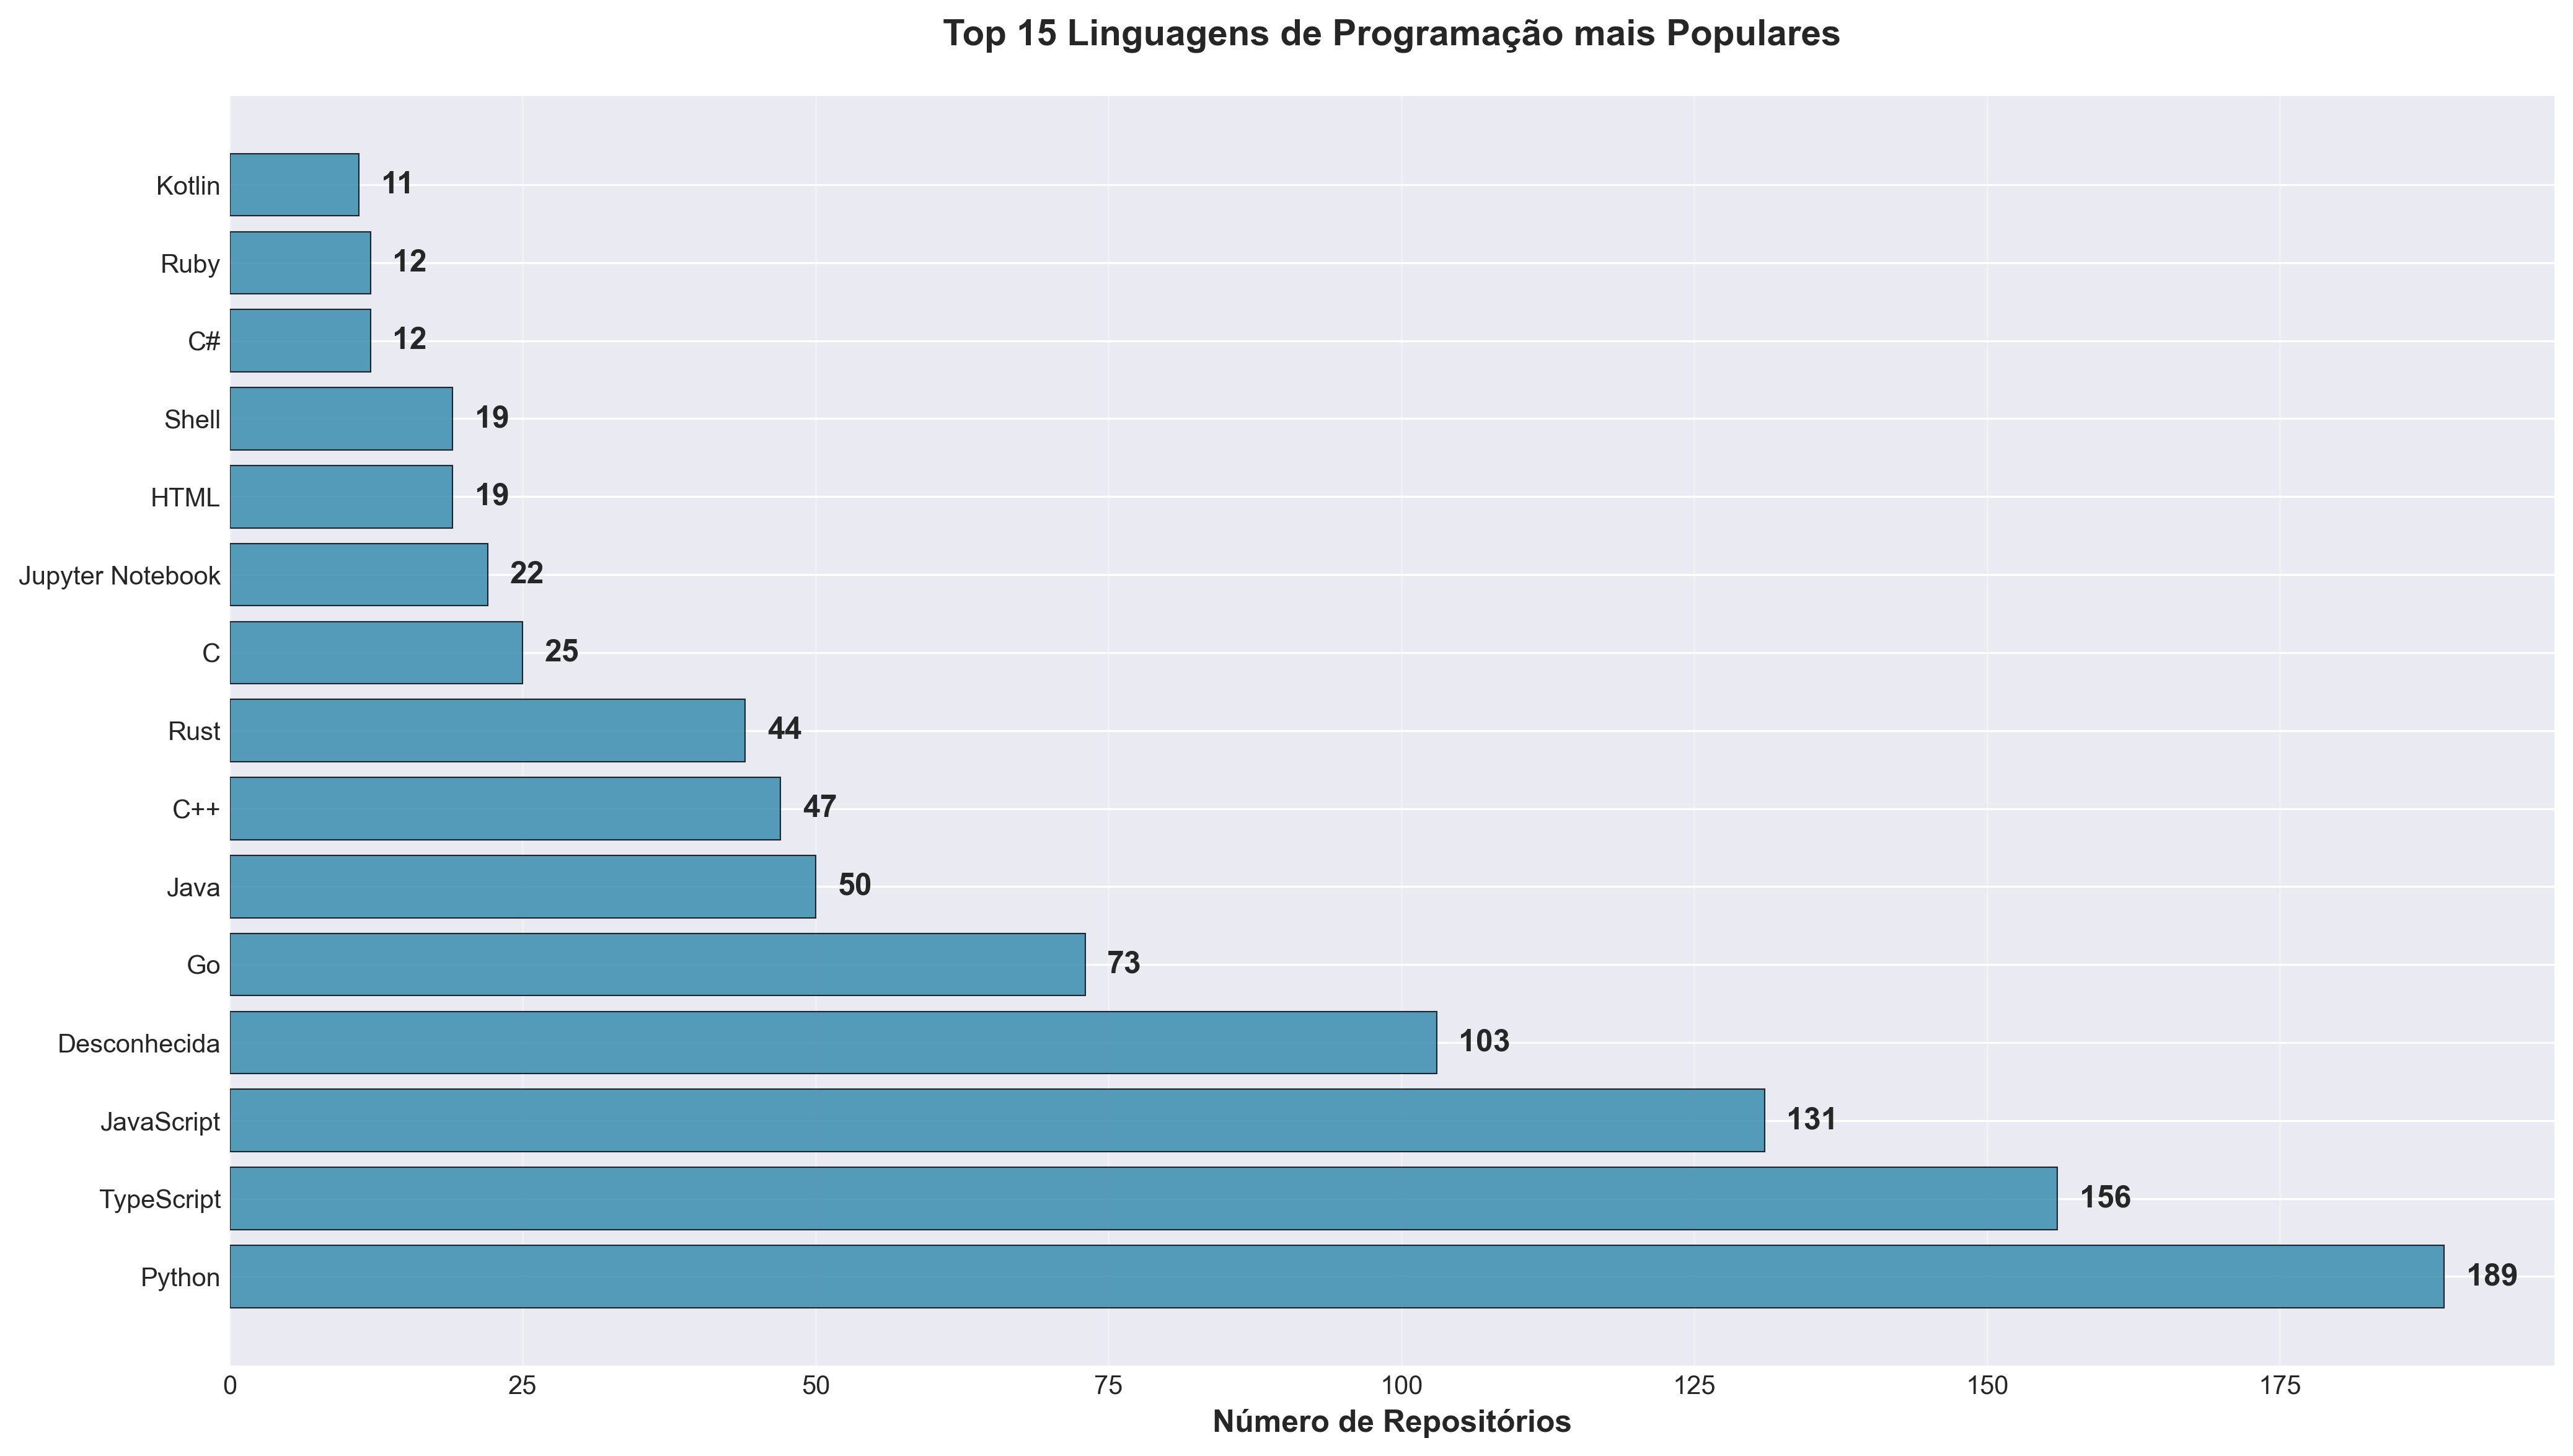 Top 15 Linguagens de Programação mais Populares
Kotlin 11
Ruby 12
C# 12
Shell 19
HTML 19
Jupyter Notebook 22
C 25
Rust 44
C++ 47
Java 50
Go 73
Desconhecida 103
JavaScript 131
TypeScript 156
Python 189
0 25 50 75 100 125 150 175
Número de Repositórios